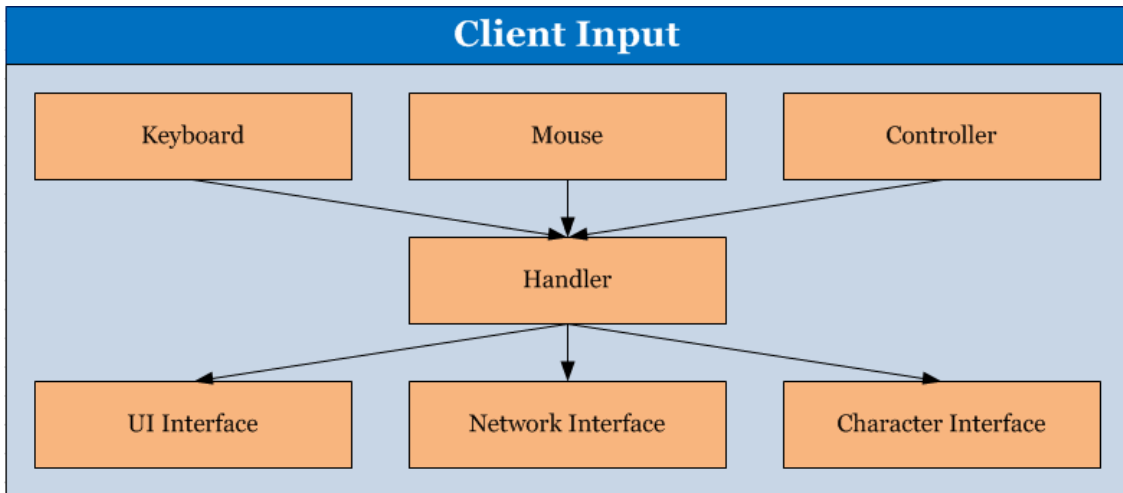 Client Input
Keyboard
Mouse
Controller
Handler
UI Interface
Network Interface
Character Interface